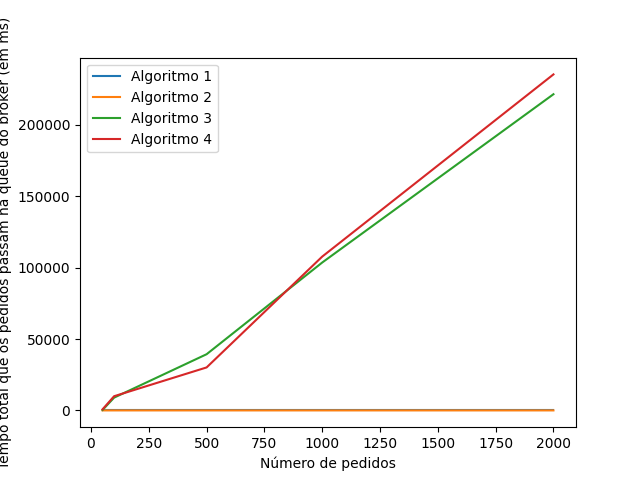 Tempo total que os pedidos passam na queue do broker (em ms)
Algoritmo 1
Algoritmo 2
Algoritmo 3
Algoritmo 4
200000
150000
100000
50000
0
0 250 500 750 1000 1250 1500 1750 2000
Número de pedidos